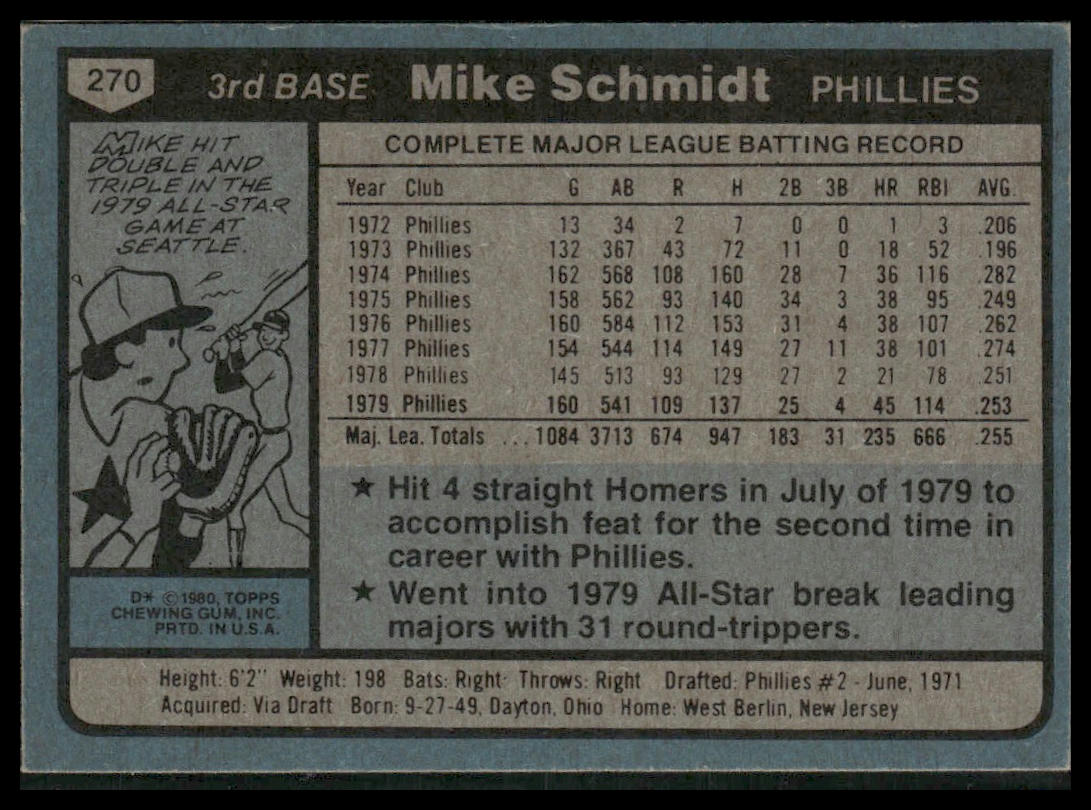 270 3rd BASE Mike Schmidt PHILLIES
MIKE HIT
DOUBLE AND
TRIPLE IN THE
1979 ALL-STAR
GAME AT
SEATTLE.
COMPLETE MAJOR LEAGUE BATTING RECORD
Year Club G AB R H 2B 3B HR RBI AVG.
1972 Phillies 13 34 2 7 0 0 1 3 .206
1973 Phillies 132 367 43 72 11 0 18 52 .196
1974 Phillies 162 568 108 160 28 7 36 116 .282
1975 Phillies 158 562 93 140 34 3 38 95 .249
1976 Phillies 160 584 112 153 31 4 38 107 .262
1977 Phillies 154 544 114 149 27 11 38 101 .274
1978 Phillies 145 513 93 129 27 2 21 78 .251
1979 Phillies 160 541 109 137 25 4 45 114 .253
Maj. Lea. Totals ... 1084 3713 674 947 183 31 235 666 .255
★ Hit 4 straight Homers in July of 1979 to
accomplish feat for the second time in
career with Phillies.
★ Went into 1979 All-Star break leading
majors with 31 round-trippers.
D* ©1980, TOPPS
CHEWING GUM, INC.
PRTD. IN U.S.A.
Height: 6'2" Weight: 198 Bats: Right Throws: Right Drafted: Phillies #2 - June, 1971
Acquired: Via Draft Born: 9-27-49, Dayton, Ohio Home: West Berlin, New Jersey